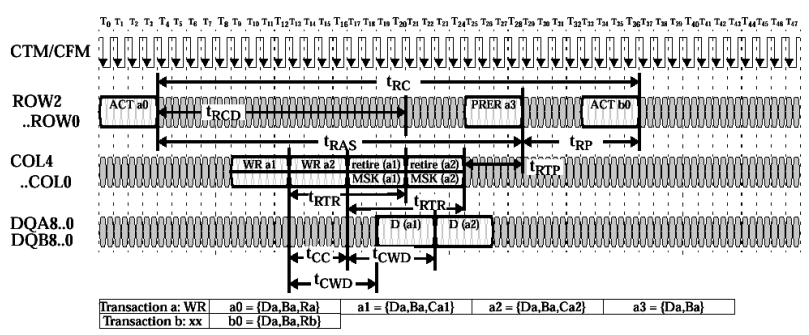 T0 T1 T2 T3 T4 T5 T6 T7 T8 T9 T10 T11 T12 T13 T14 T15 T16 T17 T18 T19 T20 T21 T22 T23 T24 T25 T26 T27 T28 T29 T30 T31 T32 T33 T34 T35 T36 T37 T38 T39 T40 T41 T42 T43 T44 T45 T46 T47
CTM/CFM
tRC
ROW2
..ROW0
ACT a0
PRER a3
ACT b0
tRCD
tRAS
tRP
COL4
..COL0
WR a1
WR a2
retire (a1)
retire (a2)
MSK (a1)
MSK (a2)
tRTP
tRTR
tRTR
DQA8..0
DQB8..0
D (a1)
D (a2)
tCC
tCWD
tCWD
Transaction a: WR a0 = {Da,Ba,Ra} a1 = {Da,Ba,Ca1} a2 = {Da,Ba,Ca2} a3 = {Da,Ba}
Transaction b: xx b0 = {Da,Ba,Rb}